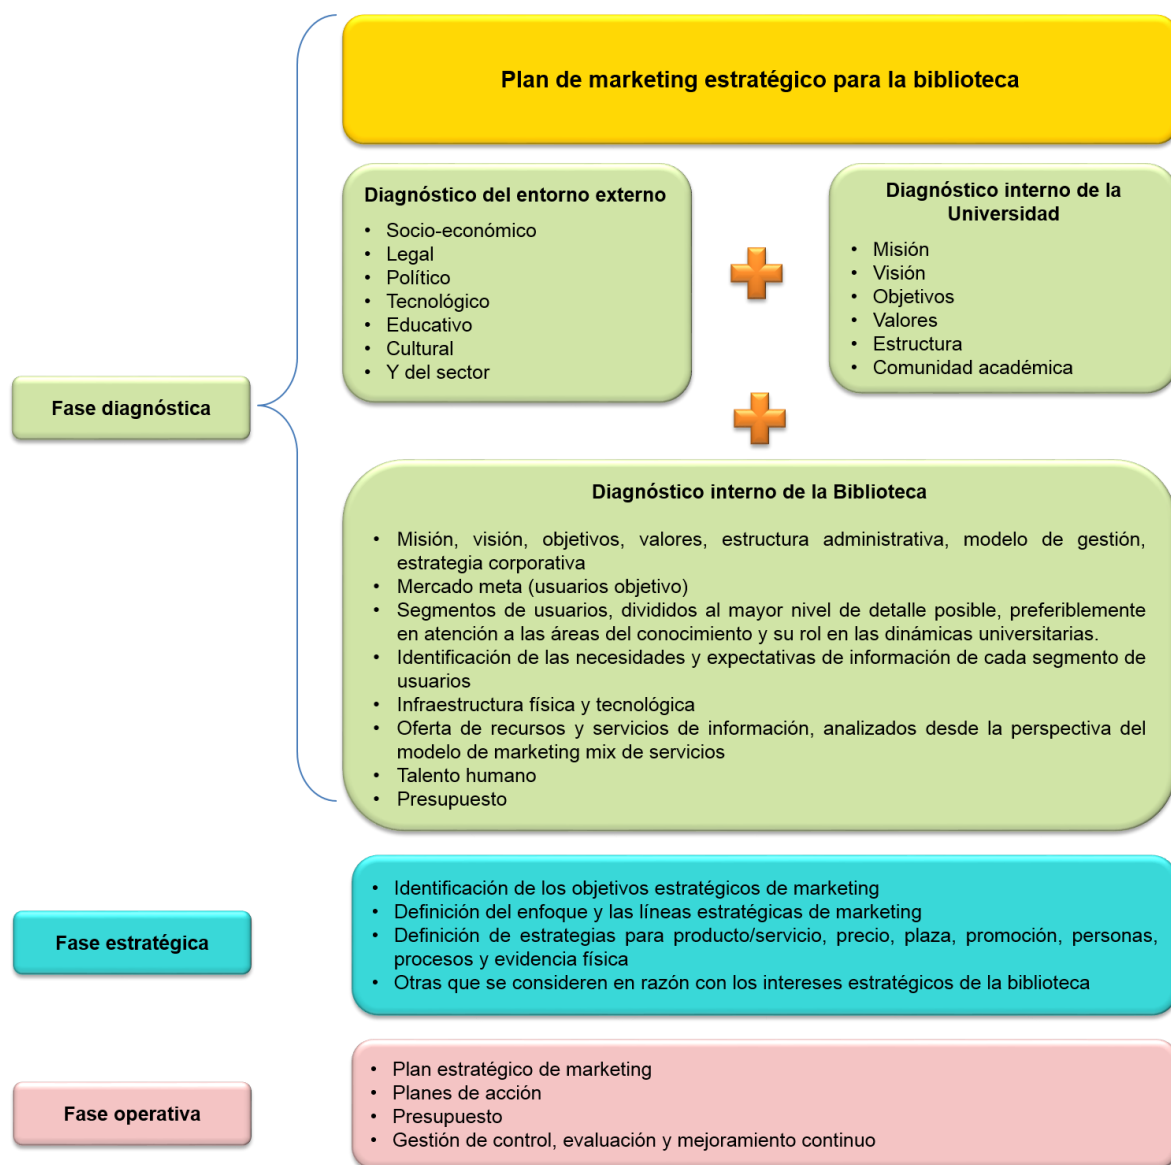 Plan de marketing estratégico para la biblioteca
Diagnóstico del entorno externo
• Socio-económico
• Legal
• Político
• Tecnológico
• Educativo
• Cultural
• Y del sector
Diagnóstico interno de la
Universidad
• Misión
• Visión
• Objetivos
• Valores
• Estructura
• Comunidad académica
Fase diagnóstica
Diagnóstico interno de la Biblioteca
• Misión, visión, objetivos, valores, estructura administrativa, modelo de gestión,
estrategia corporativa
• Mercado meta (usuarios objetivo)
• Segmentos de usuarios, divididos al mayor nivel de detalle posible, preferiblemente
en atención a las áreas del conocimiento y su rol en las dinámicas universitarias.
• Identificación de las necesidades y expectativas de información de cada segmento de
usuarios
• Infraestructura física y tecnológica
• Oferta de recursos y servicios de información, analizados desde la perspectiva del
modelo de marketing mix de servicios
• Talento humano
• Presupuesto
Fase estratégica
• Identificación de los objetivos estratégicos de marketing
• Definición del enfoque y las líneas estratégicas de marketing
• Definición de estrategias para producto/servicio, precio, plaza, promoción, personas,
procesos y evidencia física
• Otras que se consideren en razón con los intereses estratégicos de la biblioteca
Fase operativa
• Plan estratégico de marketing
• Planes de acción
• Presupuesto
• Gestión de control, evaluación y mejoramiento continuo